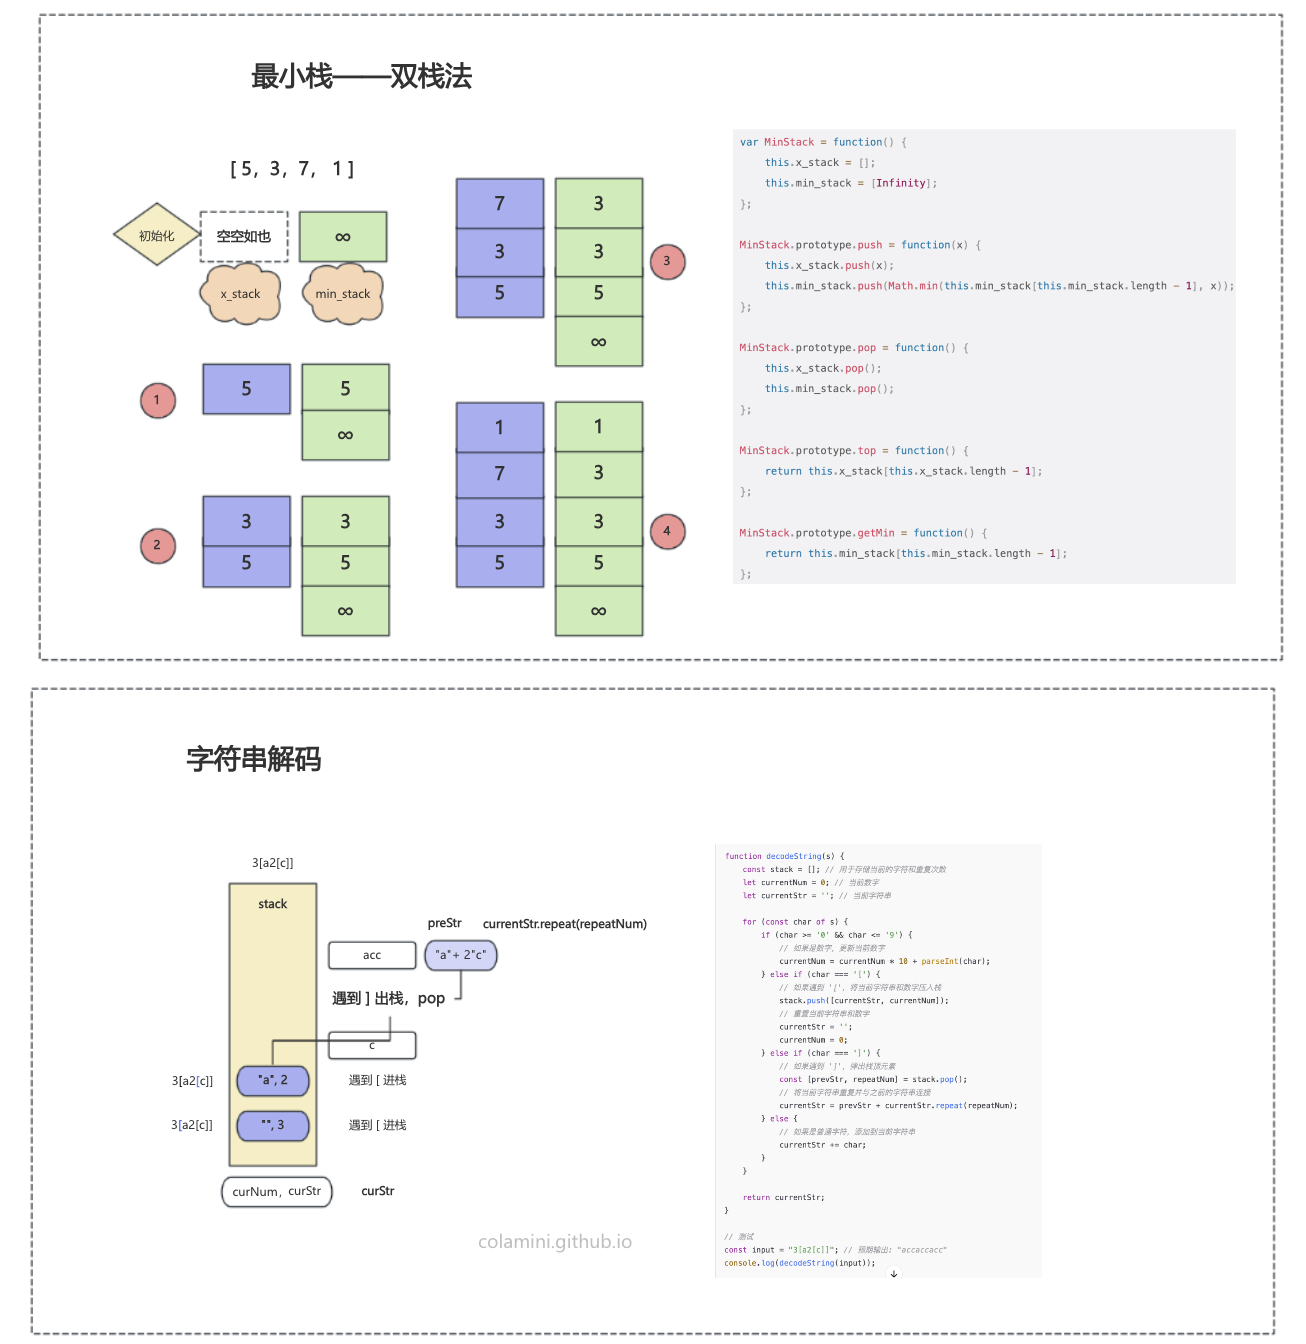 最小栈——双栈法
[ 5, 3, 7, 1 ]
初始化
空空如也
∞
x_stack
min_stack
1
5
5
∞
2
3
3
5
5
∞
7
3
3
3
5
5
∞
3
1
1
7
3
3
3
5
5
∞
4
var MinStack = function() {
    this.x_stack = [];
    this.min_stack = [Infinity];
};
MinStack.prototype.push = function(x) {
    this.x_stack.push(x);
    this.min_stack.push(Math.min(this.min_stack[this.min_stack.length - 1], x));
};
MinStack.prototype.pop = function() {
    this.x_stack.pop();
    this.min_stack.pop();
};
MinStack.prototype.top = function() {
    return this.x_stack[this.x_stack.length - 1];
};
MinStack.prototype.getMin = function() {
    return this.min_stack[this.min_stack.length - 1];
};
字符串解码
3[a2[c]]
stack
preStr
currentStr.repeat(repeatNum)
acc
"a"+ 2"c"
遇到 ] 出栈，pop
c
3[a2[c]]
"a", 2
遇到 [ 进栈
3[a2[c]]
"", 3
遇到 [ 进栈
curNum，curStr
curStr
colamini.github.io
function decodeString(s) {
    const stack = []; // 用于存储当前的字符和重复次数
    let currentNum = 0; // 当前数字
    let currentStr = ''; // 当前字符串
    for (const char of s) {
        if (char >= '0' && char <= '9') {
            // 如果是数字，更新当前数字
            currentNum = currentNum * 10 + parseInt(char);
        } else if (char === '[') {
            // 如果遇到 '['，将当前字符串和数字压入栈
            stack.push([currentStr, currentNum]);
            // 重置当前字符串和数字
            currentStr = '';
            currentNum = 0;
        } else if (char === ']') {
            // 如果遇到 ']'，弹出栈顶元素
            const [prevStr, repeatNum] = stack.pop();
            // 将当前字符串重复并与之前的字符串连接
            currentStr = prevStr + currentStr.repeat(repeatNum);
        } else {
            // 如果是普通字符，添加到当前字符串
            currentStr += char;
        }
    }
    return currentStr;
}
// 测试
const input = "3[a2[c]]"; // 预期输出: "accaccacc"
console.log(decodeString(input));